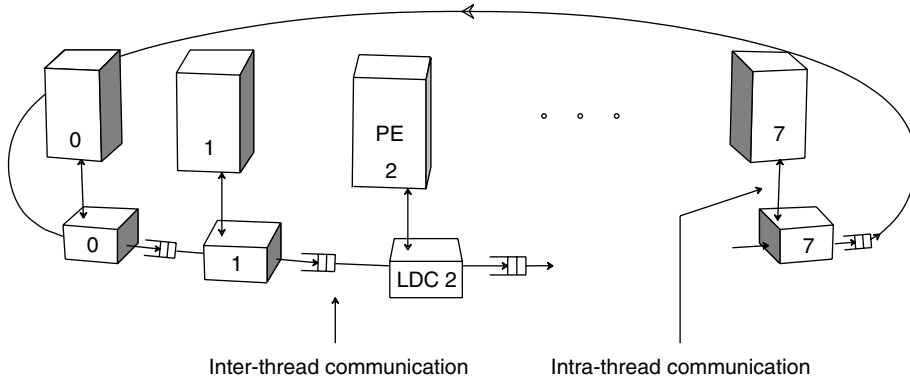 0
1
PE
2
7
0
1
LDC 2
7
Inter-thread communication
Intra-thread communication